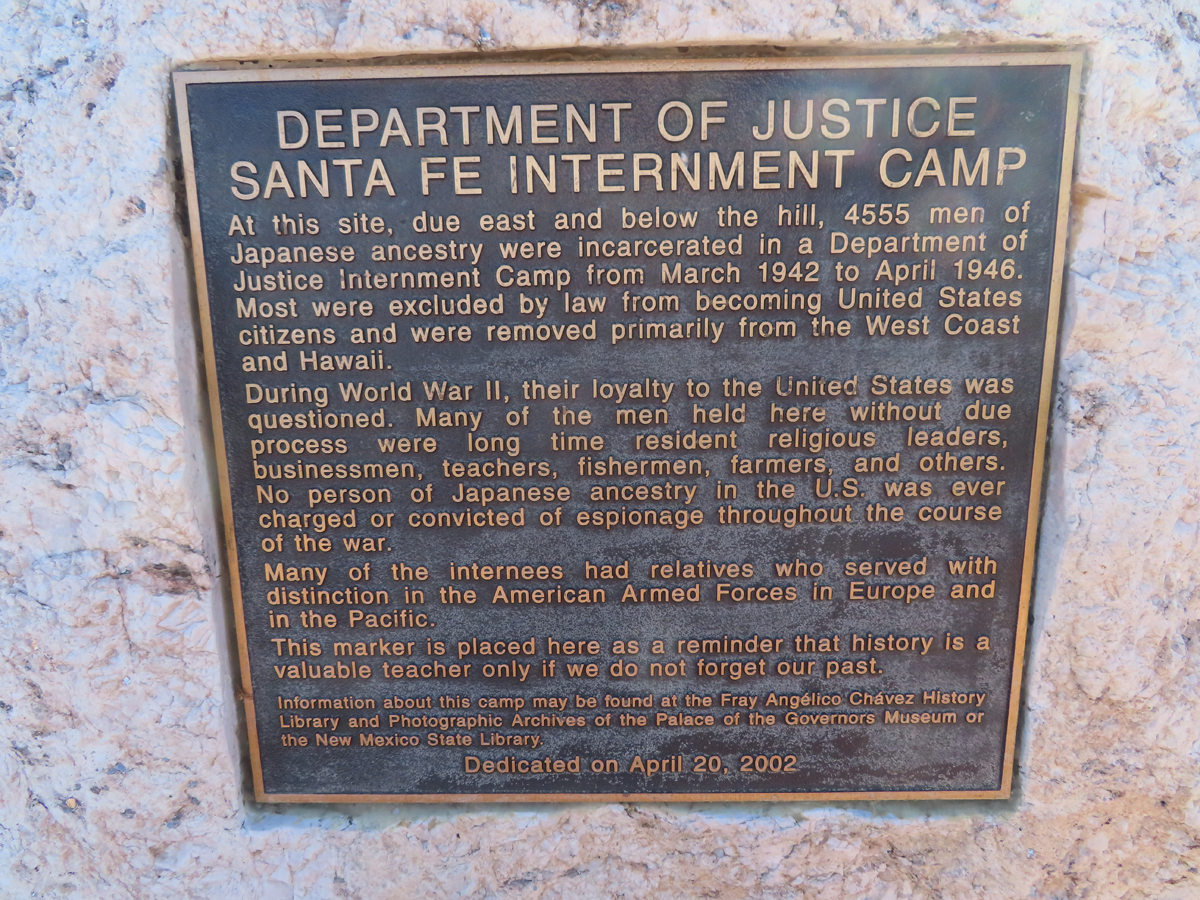 DEPARTMENT OF JUSTICE
SANTA FE INTERNMENT CAMP
At this site, due east and below the hill, 4555 men of
Japanese ancestry were incarcerated in a Department of
Justice Internment Camp from March 1942 to April 1946.
Most were excluded by law from becoming United States
citizens and were removed primarily from the West Coast
and Hawaii.
During World War II, their loyalty to the United States was
questioned. Many of the men held here without due
process were long time resident religious leaders,
businessmen, teachers, fishermen, farmers, and others.
No person of Japanese ancestry in the U.S. was ever
charged or convicted of espionage throughout the course
of the war.
Many of the internees had relatives who served with
distinction in the American Armed Forces in Europe and
in the Pacific.
This marker is placed here as a reminder that history is a
valuable teacher only if we do not forget our past.
Information about this camp may be found at the Fray Angélico Chávez History
Library and Photographic Archives of the Palace of the Governors Museum or
the New Mexico State Library.
Dedicated on April 20, 2002